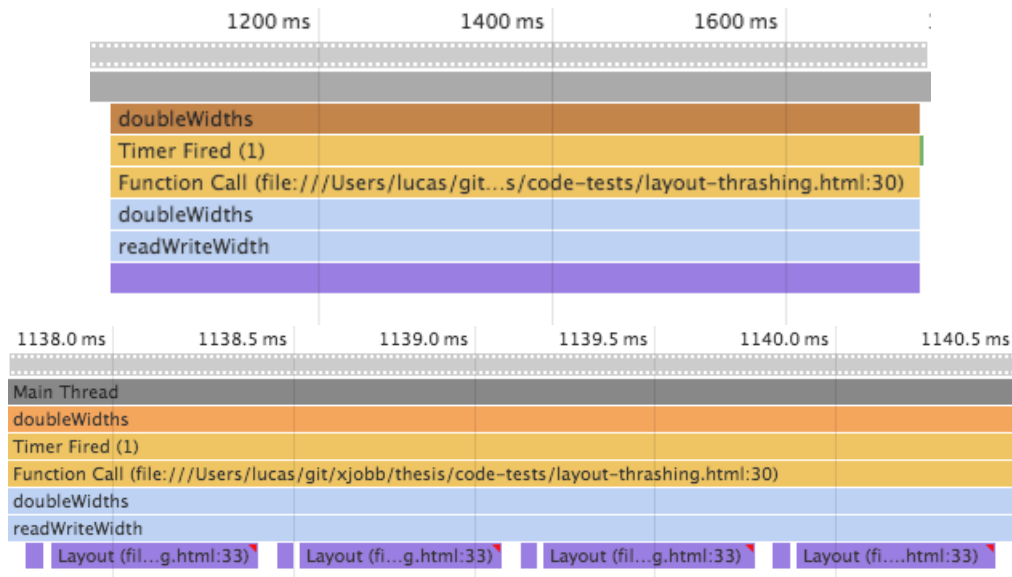 1200 ms 1400 ms 1600 ms
doubleWidths
Timer Fired (1)
Function Call (file:///Users/lucas/git...s/code-tests/layout-thrashing.html:30)
doubleWidths
readWriteWidth
1138.0 ms 1138.5 ms 1139.0 ms 1139.5 ms 1140.0 ms 1140.5 ms
Main Thread
doubleWidths
Timer Fired (1)
Function Call (file:///Users/lucas/git/xjobb/thesis/code-tests/layout-thrashing.html:30)
doubleWidths
readWriteWidth
Layout (fil...g.html:33) Layout (fi...g.html:33) Layout (fil...g.html:33) Layout (fi....html:33)